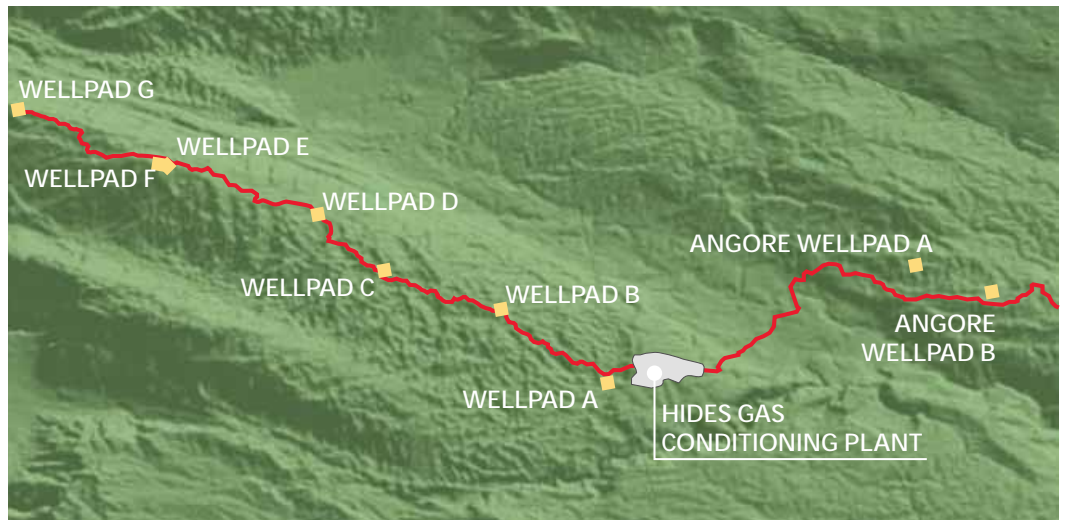 WELLPAD G
WELLPAD E
WELLPAD F
WELLPAD D
ANGORE WELLPAD A
WELLPAD C
WELLPAD B
ANGORE
WELLPAD B
WELLPAD A
HIDES GAS
CONDITIONING PLANT